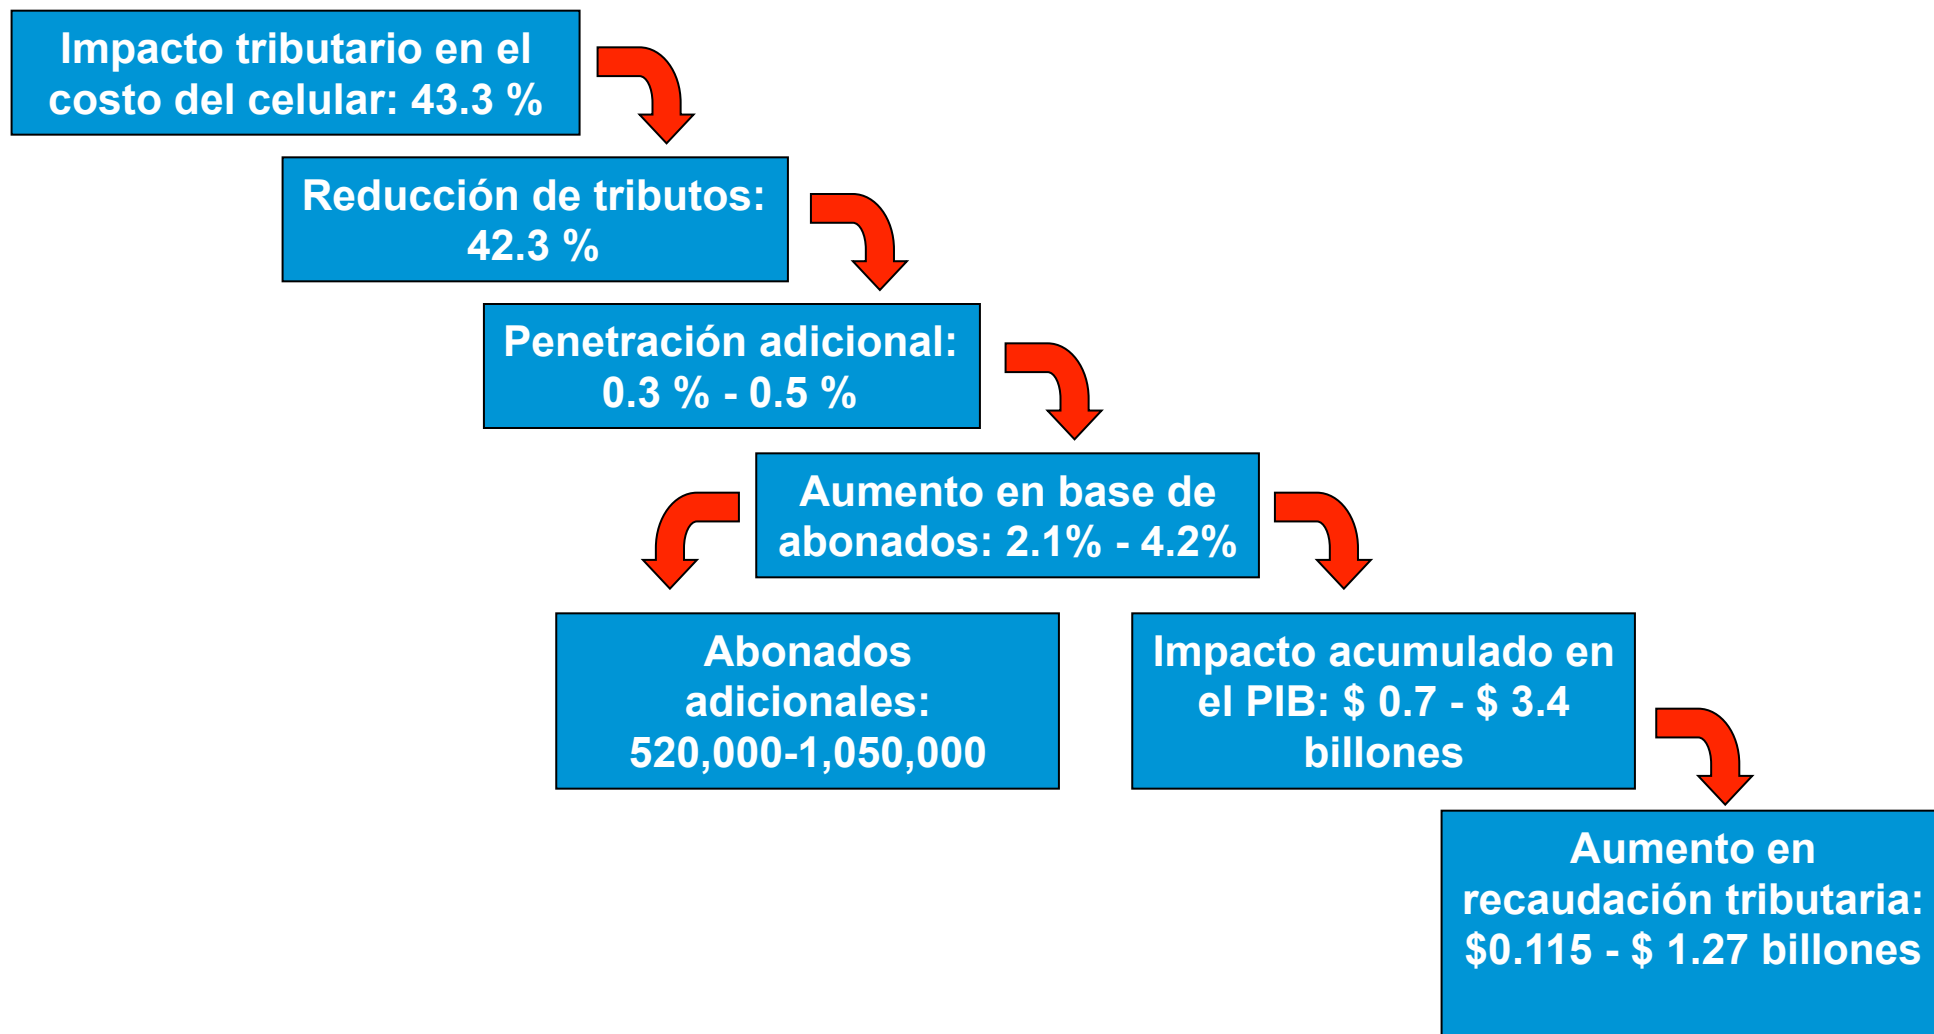 Impacto tributario en el
costo del celular: 43.3 %
Reducción de tributos:
42.3 %
Penetración adicional:
0.3 % - 0.5 %
Aumento en base de
abonados: 2.1% - 4.2%
Abonados
adicionales:
520,000-1,050,000
Impacto acumulado en
el PIB: $ 0.7 - $ 3.4
billones
Aumento en
recaudación tributaria:
$0.115 - $ 1.27 billones